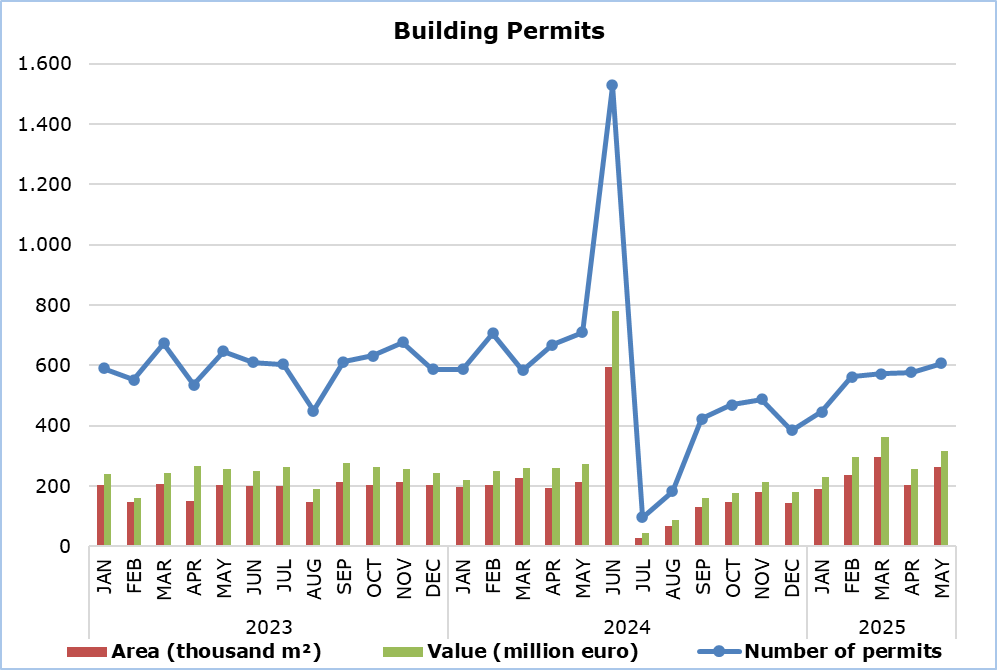 Building Permits
1.600
1.400
1.200
1.000
800
600
400
200
0
JAN FEB MAR APR MAY JUN JUL AUG SEP OCT NOV DEC JAN FEB MAR APR MAY JUN JUL AUG SEP OCT NOV DEC JAN FEB MAR APR MAY
2023 2024 2025
Area (thousand m²) Value (million euro) Number of permits